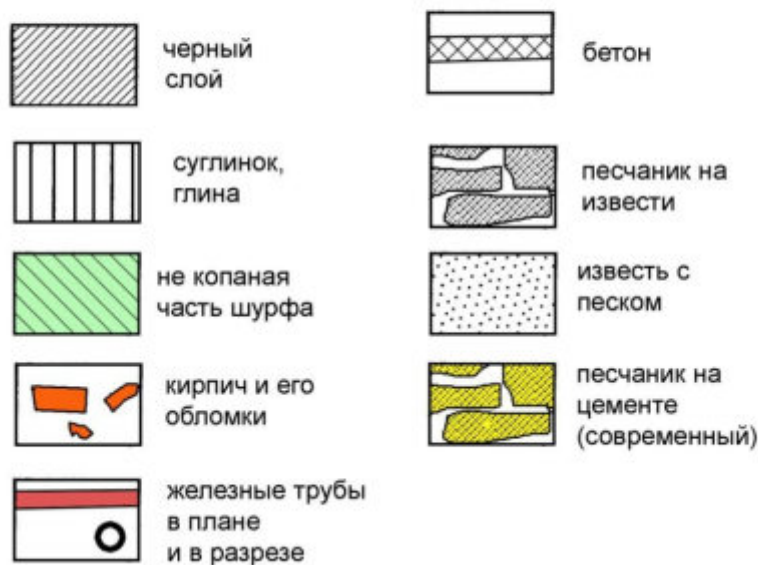 черный
слой
суглинок,
глина
не копаная
часть шурфа
кирпич и его
обломки
железные трубы
в плане
и в разрезе
бетон
песчаник на
извести
известь с
песком
песчаник на
цементе
(современный)